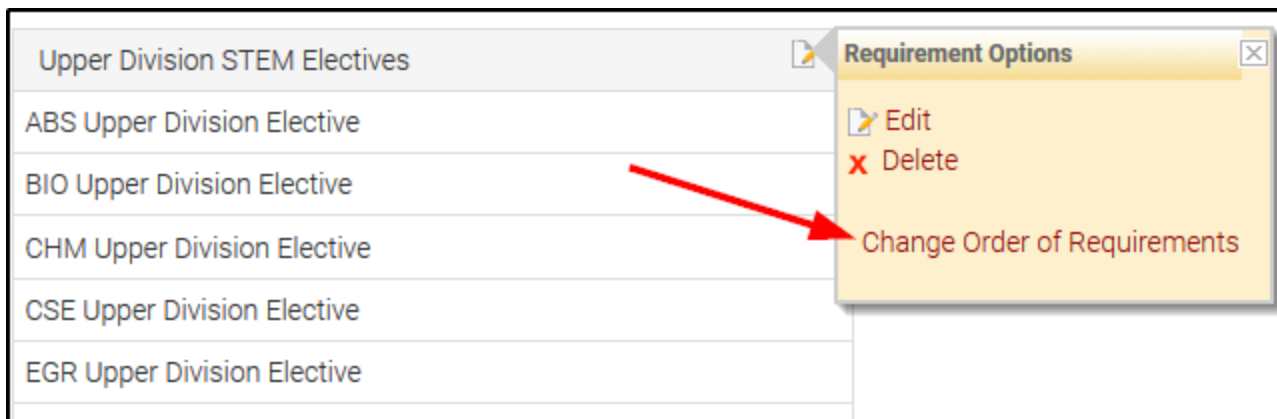 Upper Division STEM Electives
ABS Upper Division Elective
BIO Upper Division Elective
CHM Upper Division Elective
CSE Upper Division Elective
EGR Upper Division Elective
Requirement Options
Edit
x Delete
Change Order of Requirements